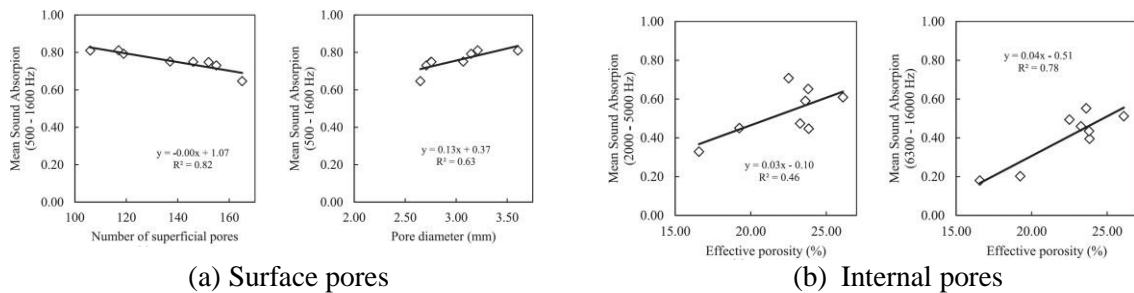 Mean Sound Absorpion
(500 - 1600 Hz)
1.00
0.80
0.60
0.40
0.20
0.00
y = -0.00x + 1.07
R² = 0.82
100
120
140
160
Number of superficial pores
Mean Sound Absorption
(500 - 1600 Hz)
1.00
0.80
0.60
0.40
0.20
0.00
y = 0.13x + 0.37
R² = 0.63
2.00
3.00
4.00
Pore diameter (mm)
(a) Surface pores
Mean Sound Absorption
(2000 - 5000 Hz)
1.00
0.80
0.60
0.40
0.20
0.00
y = 0.03x - 0.10
R² = 0.46
15.00
20.00
25.00
Effective porosity (%)
Mean Sound Absorption
(6300 - 16000 Hz)
1.00
0.80
0.60
0.40
0.20
0.00
y = 0.04x - 0.51
R² = 0.78
15.00
20.00
25.00
Effective porosity (%)
(b) Internal pores